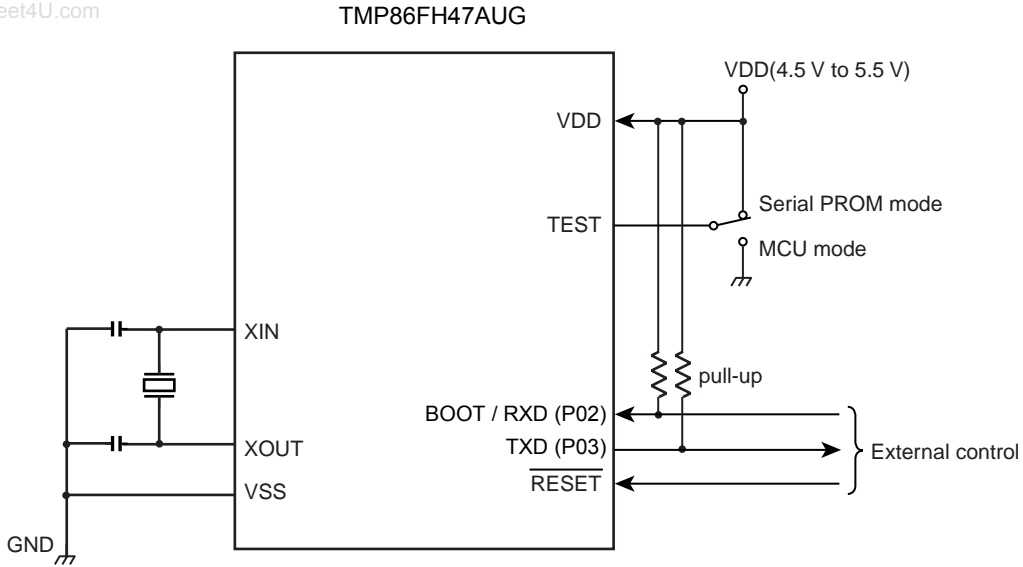 eet4U.com
TMP86FH47AUG
VDD(4.5 V to 5.5 V)
VDD
Serial PROM mode
TEST
MCU mode
XIN
pull-up
BOOT / RXD (P02)
XOUT
TXD (P03)
External control
RESET
VSS
GND